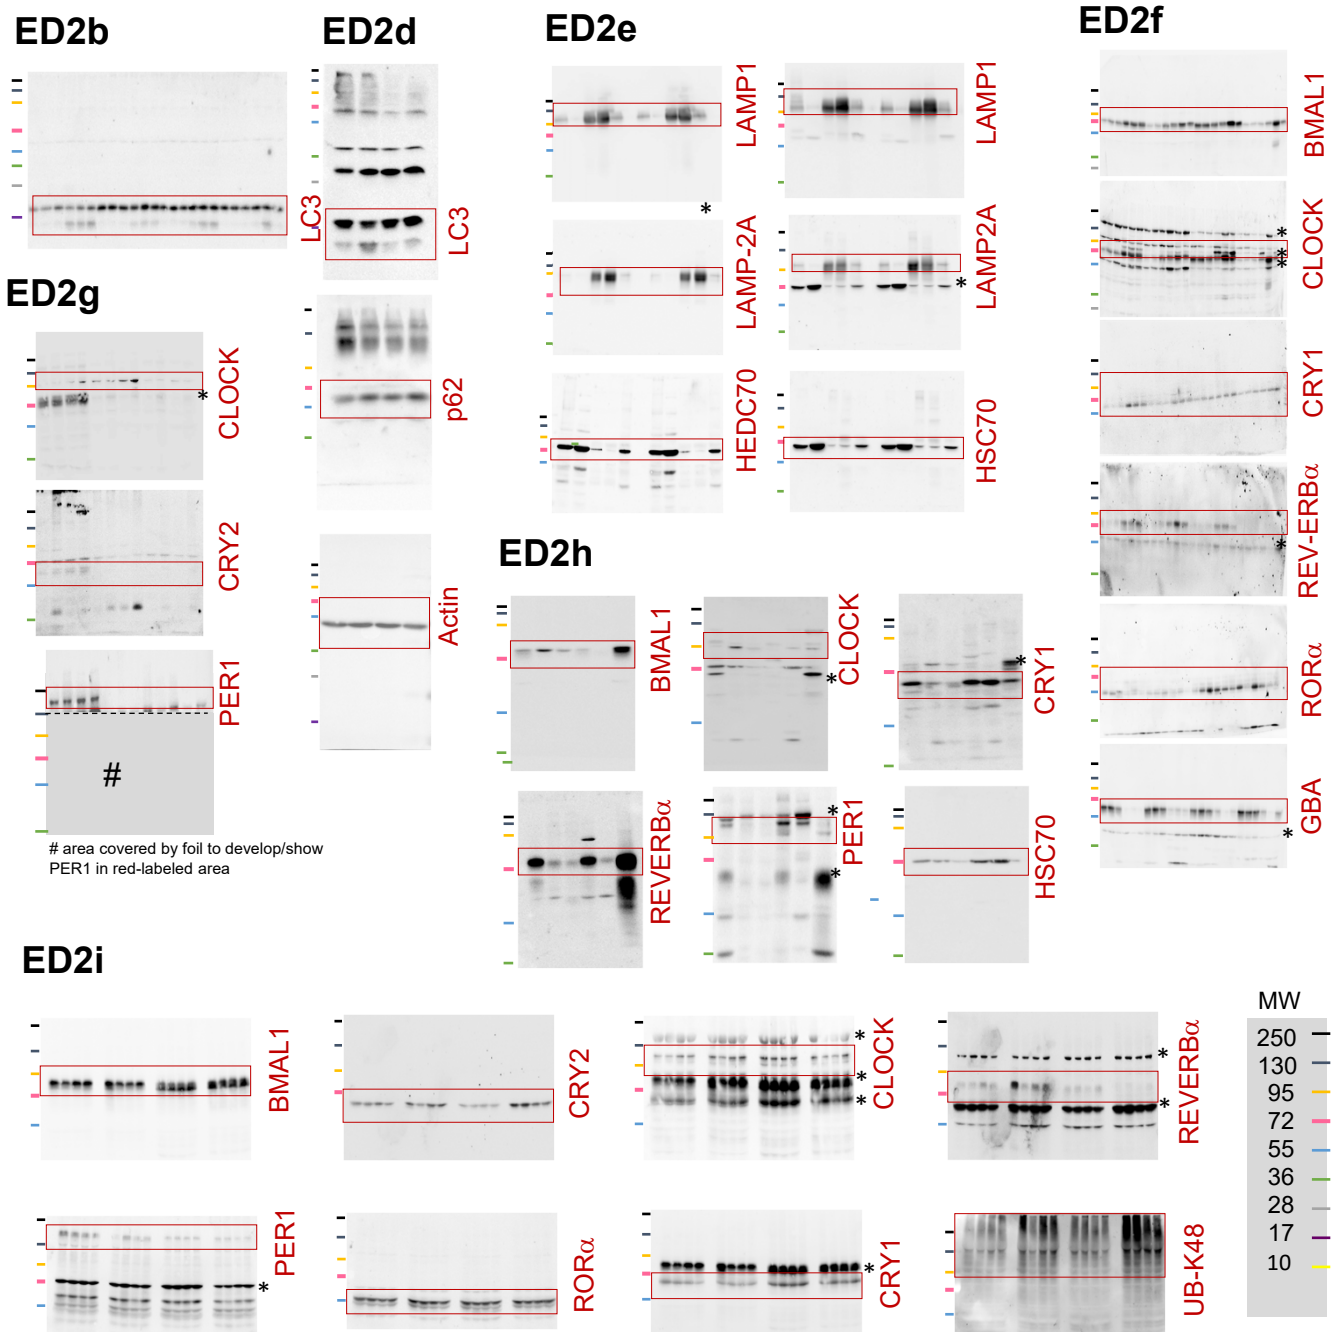 ED2b
LC3
ED2d
LC3
p62
Actin
ED2e
LAMP1
LAMP1
*
LAMP-2A
LAMP2A
*
HEDC70
HSC70
ED2f
BMAL1
CLOCK
*
*
*
CRY1
REV-ERBα
*
RORα
GBA
*
ED2g
CLOCK
*
CRY2
PER1
#
# area covered by foil to develop/show
PER1 in red-labeled area
ED2h
BMAL1
CLOCK
*
CRY1
*
REVERBα
PER1
*
*
HSC70
ED2i
BMAL1
CRY2
CLOCK
*
*
*
REVERBα
*
*
PER1
*
RORα
CRY1
*
UB-K48
MW
250
130
95
72
55
36
28
17
10